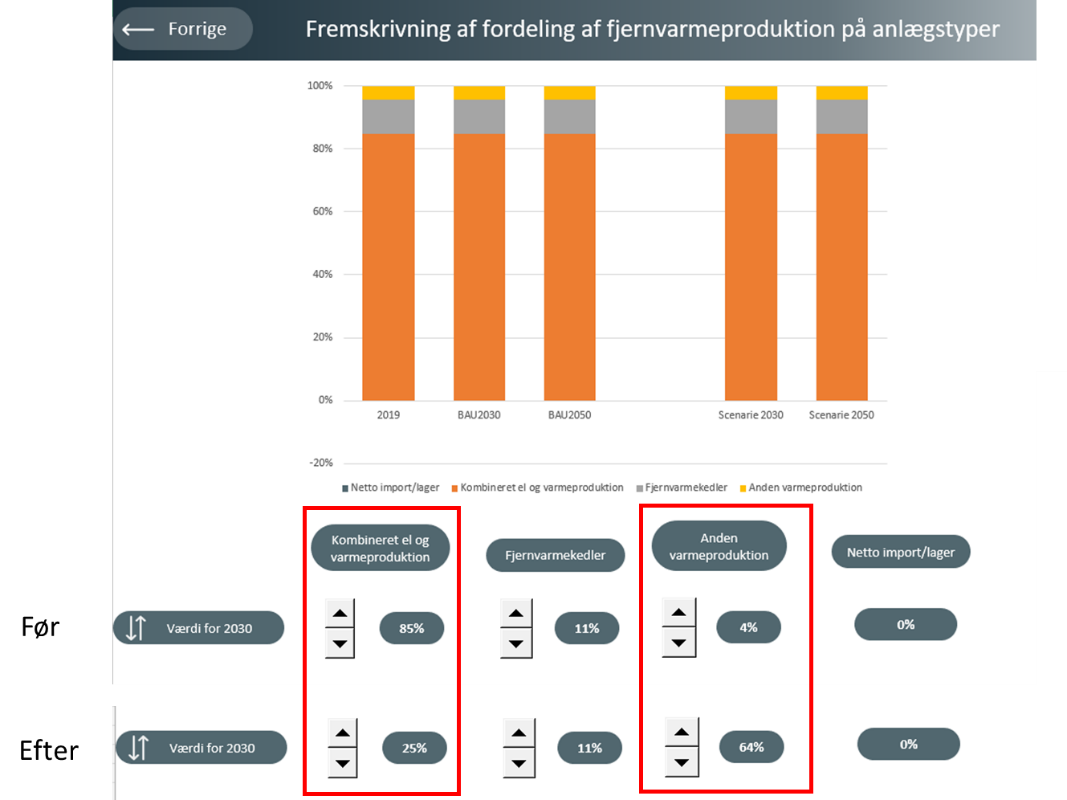 Forrige
Fremskrivning af fordeling af fjernvarmeproduktion på anlægstyper
100%
80%
60%
40%
20%
0%
-20%
2019 BAU2030 BAU2050 Scenarie 2030 Scenarie 2050
Netto import/lager Kombineret el og varmeproduktion Fjernvarmekedler Anden varmeproduktion
Kombineret el og
varmeproduktion
Fjernvarmekedler
Anden
varmeproduktion
Netto import/lager
Før Værdi for 2030 85% 11% 4% 0%
Efter Værdi for 2030 25% 11% 64% 0%